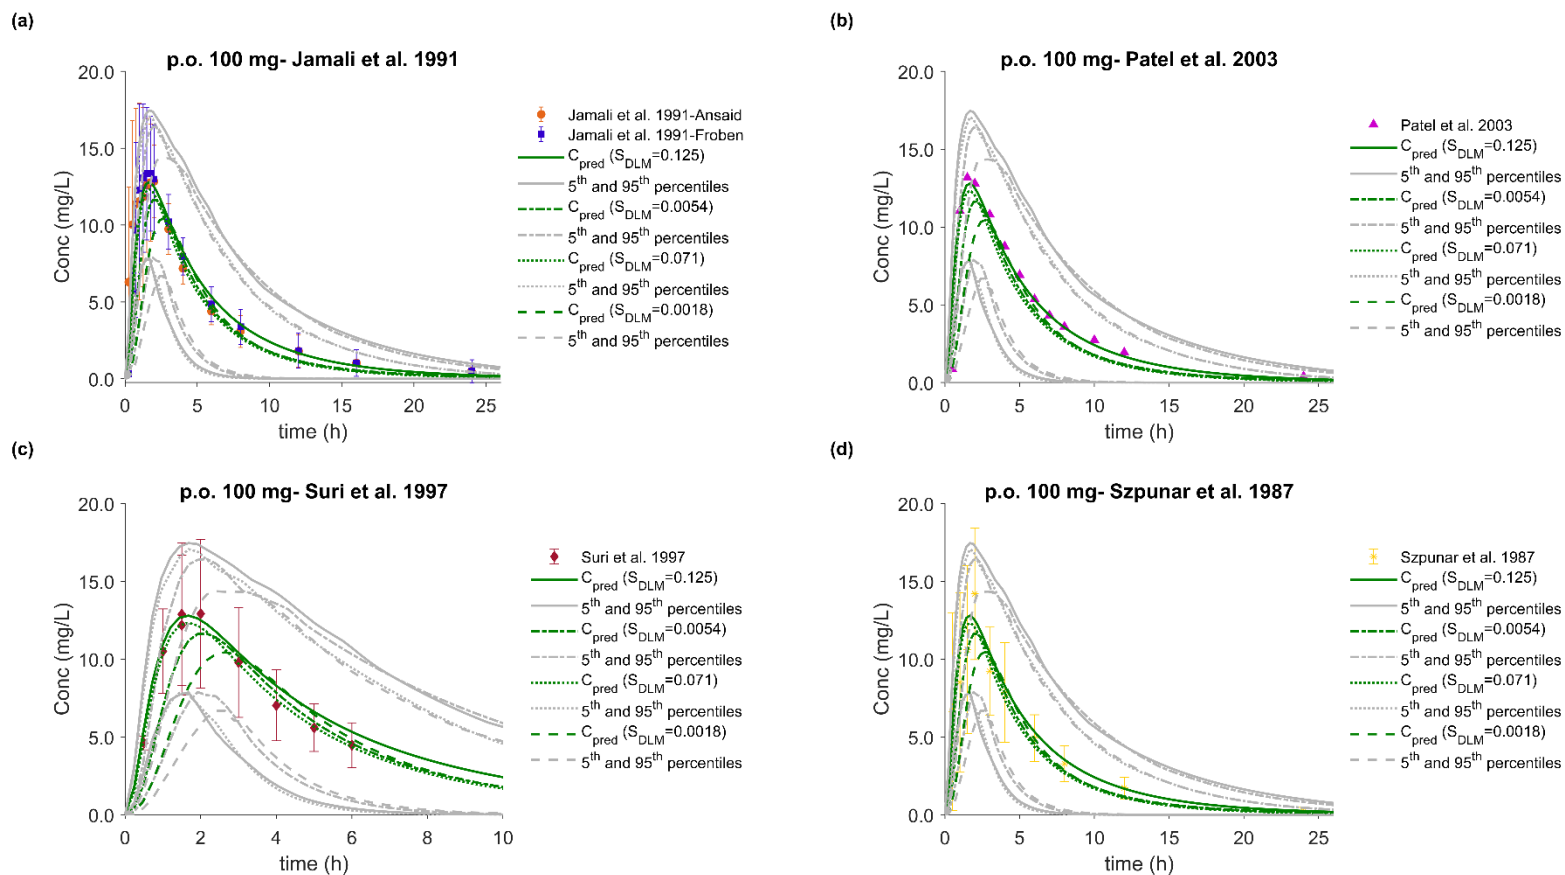 (a)
p.o. 100 mg- Jamali et al. 1991
20.0
15.0
10.0
5.0
0.0
Conc (mg/L)
0 5 10 15 20 25
time (h)
Jamali et al. 1991-Ansaid
Jamali et al. 1991-Froben
Cpred (SDLM=0.125)
5th and 95th percentiles
Cpred (SDLM=0.0054)
5th and 95th percentiles
Cpred (SDLM=0.071)
5th and 95th percentiles
Cpred (SDLM=0.0018)
5th and 95th percentiles
(b)
p.o. 100 mg- Patel et al. 2003
20.0
15.0
10.0
5.0
0.0
Conc (mg/L)
0 5 10 15 20 25
time (h)
Patel et al. 2003
Cpred (SDLM=0.125)
5th and 95th percentiles
Cpred (SDLM=0.0054)
5th and 95th percentiles
Cpred (SDLM=0.071)
5th and 95th percentiles
Cpred (SDLM=0.0018)
5th and 95th percentiles
(c)
p.o. 100 mg- Suri et al. 1997
20.0
15.0
10.0
5.0
0.0
Conc (mg/L)
0 2 4 6 8 10
time (h)
Suri et al. 1997
Cpred (SDLM=0.125)
5th and 95th percentiles
Cpred (SDLM=0.0054)
5th and 95th percentiles
Cpred (SDLM=0.071)
5th and 95th percentiles
Cpred (SDLM=0.0018)
5th and 95th percentiles
(d)
p.o. 100 mg- Szpunar et al. 1987
20.0
15.0
10.0
5.0
0.0
Conc (mg/L)
0 5 10 15 20 25
time (h)
Szpunar et al. 1987
Cpred (SDLM=0.125)
5th and 95th percentiles
Cpred (SDLM=0.0054)
5th and 95th percentiles
Cpred (SDLM=0.071)
5th and 95th percentiles
Cpred (SDLM=0.0018)
5th and 95th percentiles